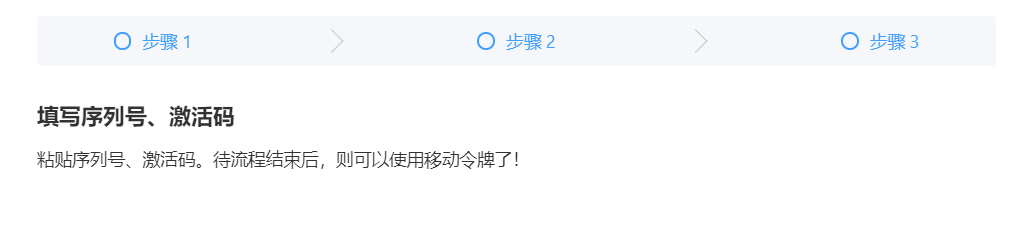 步骤 1
步骤 2
步骤 3
填写序列号、激活码
粘贴序列号、激活码。待流程结束后，则可以使用移动令牌了！